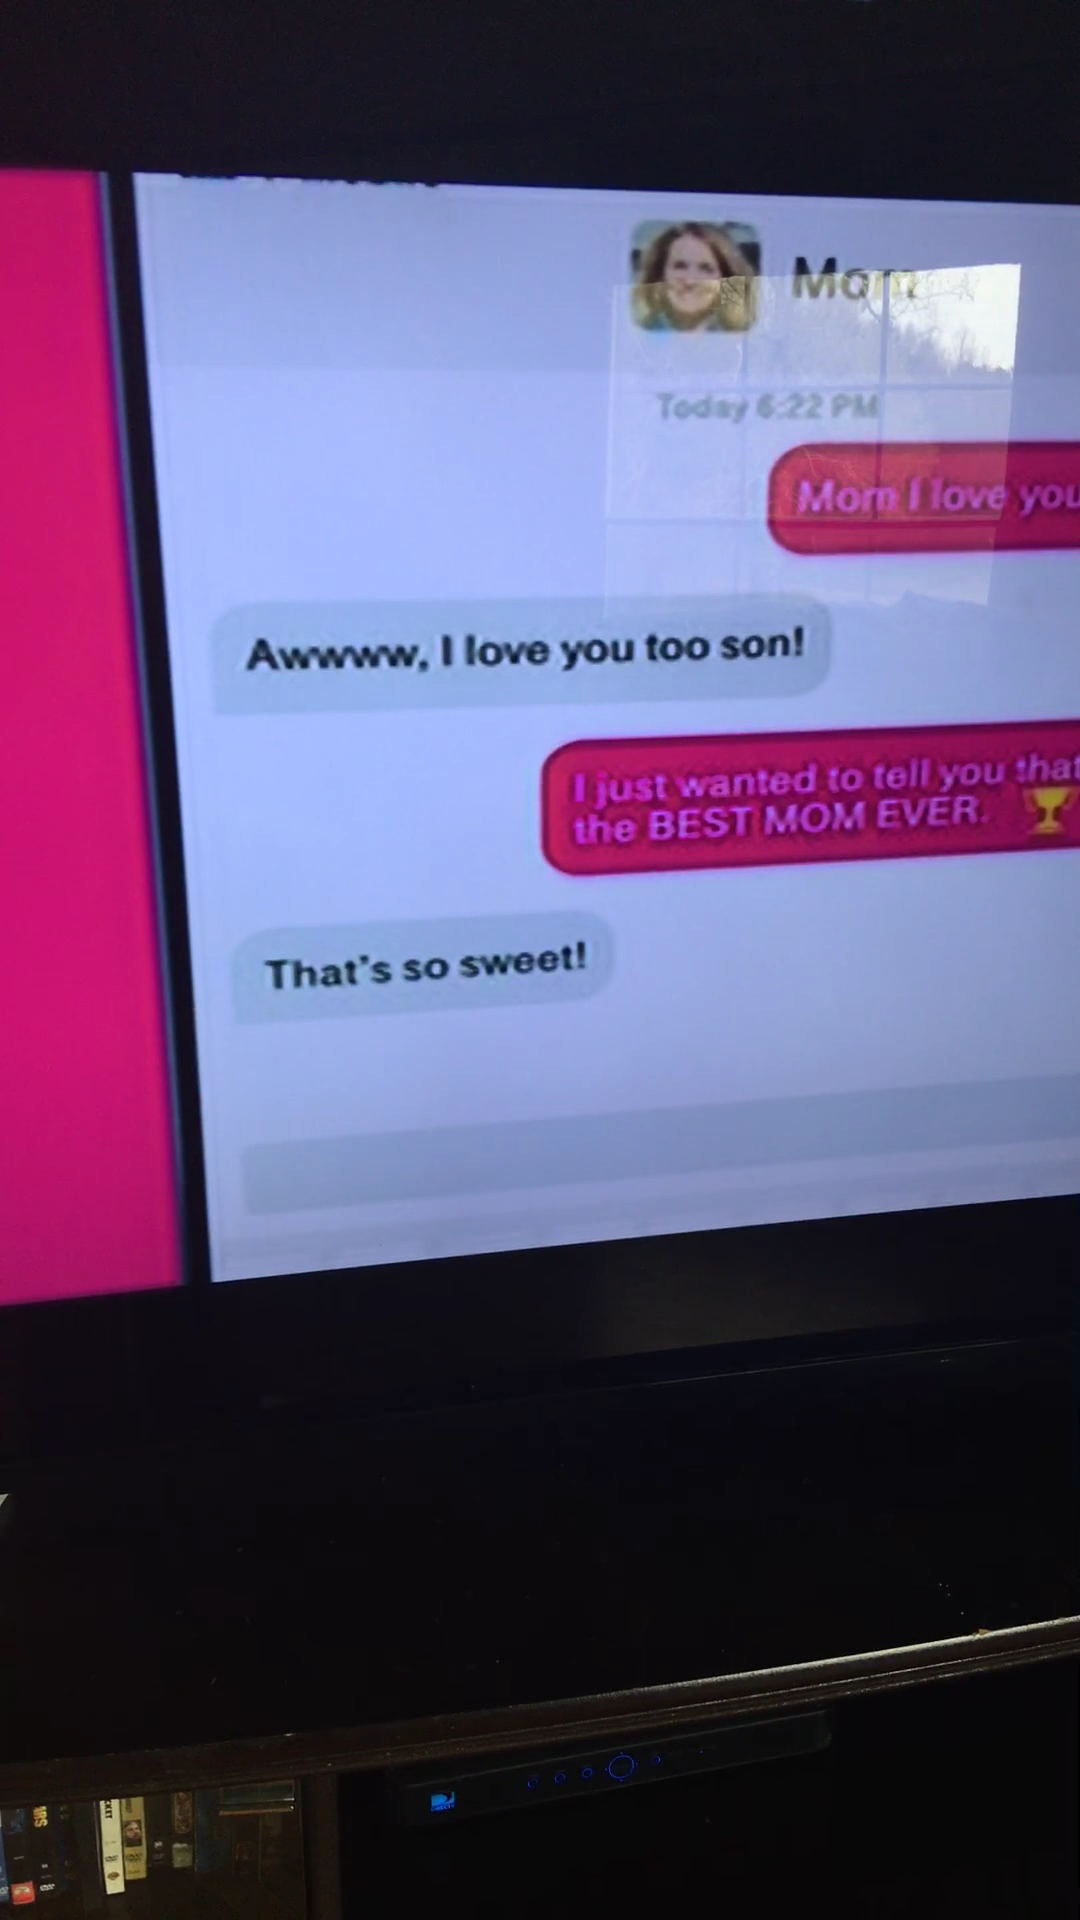 Mom
Today 6:22 PM
Mom I love you
Awwww, I love you too son!
I just wanted to tell you that
the BEST MOM EVER.
That's so sweet!
DIRECTV